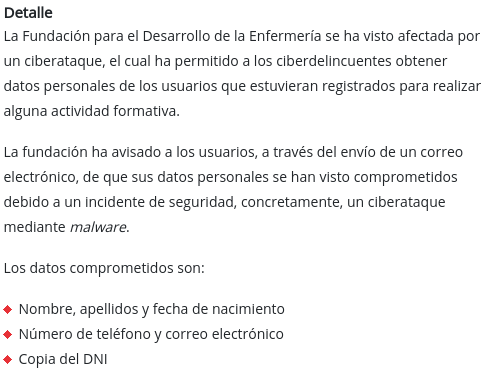 Detalle
La Fundación para el Desarrollo de la Enfermería se ha visto afectada por
un ciberataque, el cual ha permitido a los ciberdelincuentes obtener
datos personales de los usuarios que estuvieran registrados para realizar
alguna actividad formativa.
La fundación ha avisado a los usuarios, a través del envío de un correo
electrónico, de que sus datos personales se han visto comprometidos
debido a un incidente de seguridad, concretamente, un ciberataque
mediante malware.
Los datos comprometidos son:
Nombre, apellidos y fecha de nacimiento
Número de teléfono y correo electrónico
Copia del DNI